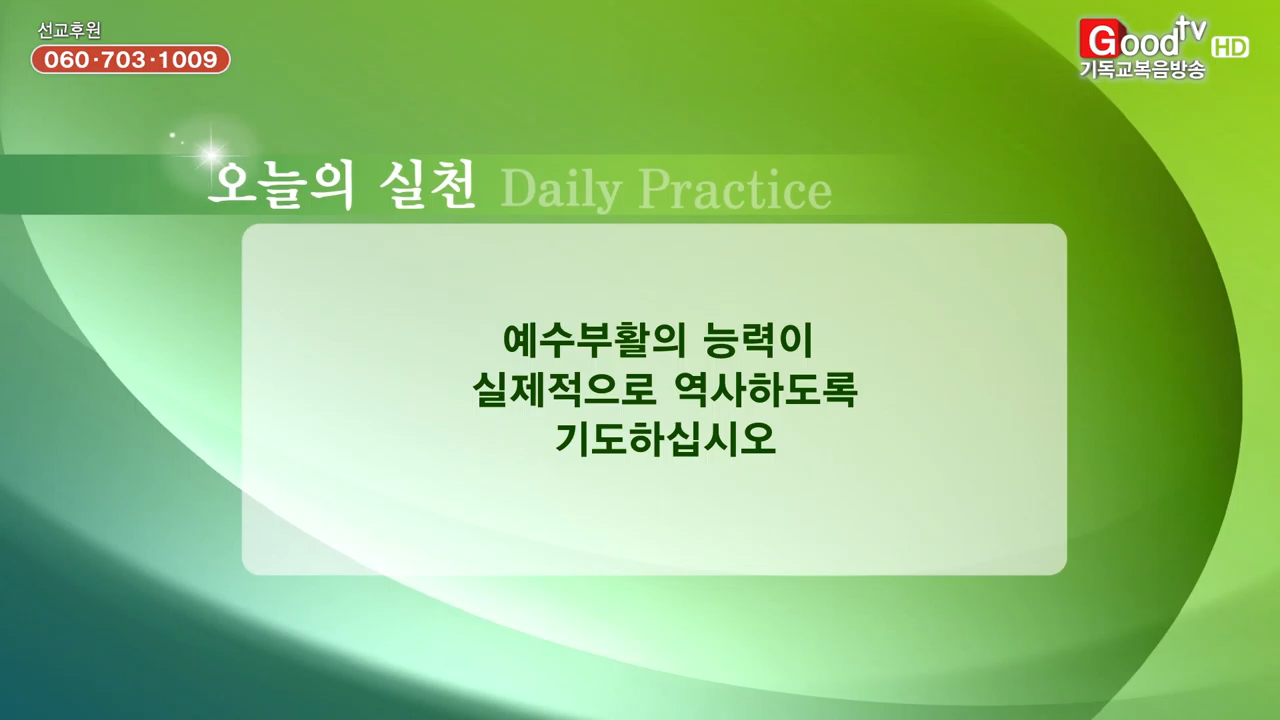 선교후원
060·703·1009
Good tv HD
기독교복음방송
오늘의 실천 Daily Practice
예수부활의 능력이
실제적으로 역사하도록
기도하십시오